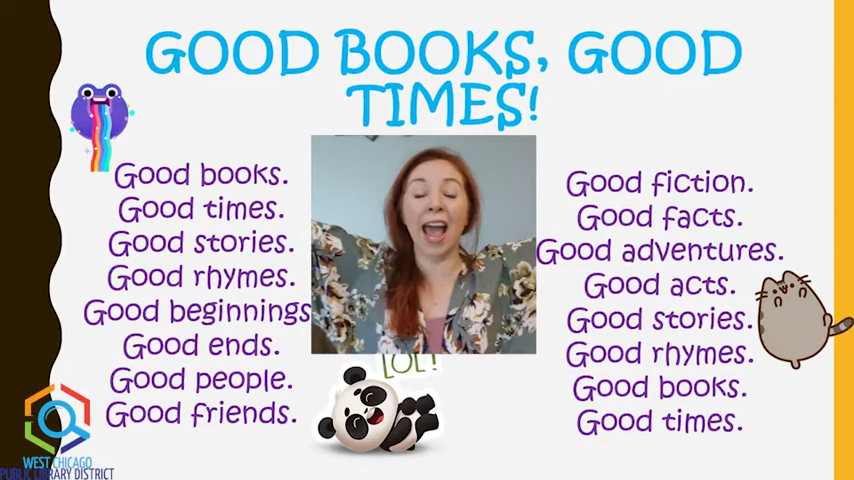 GOOD BOOKS, GOOD
TIMES!
Good books.
Good times.
Good stories.
Good rhymes.
Good beginnings
Good ends.
Good people.
Good friends.
Good fiction.
Good facts.
Good adventures.
Good acts.
Good stories.
Good rhymes.
Good books.
Good times.
LOL!
WEST CHICAGO
PUBLIC LIBRARY DISTRICT